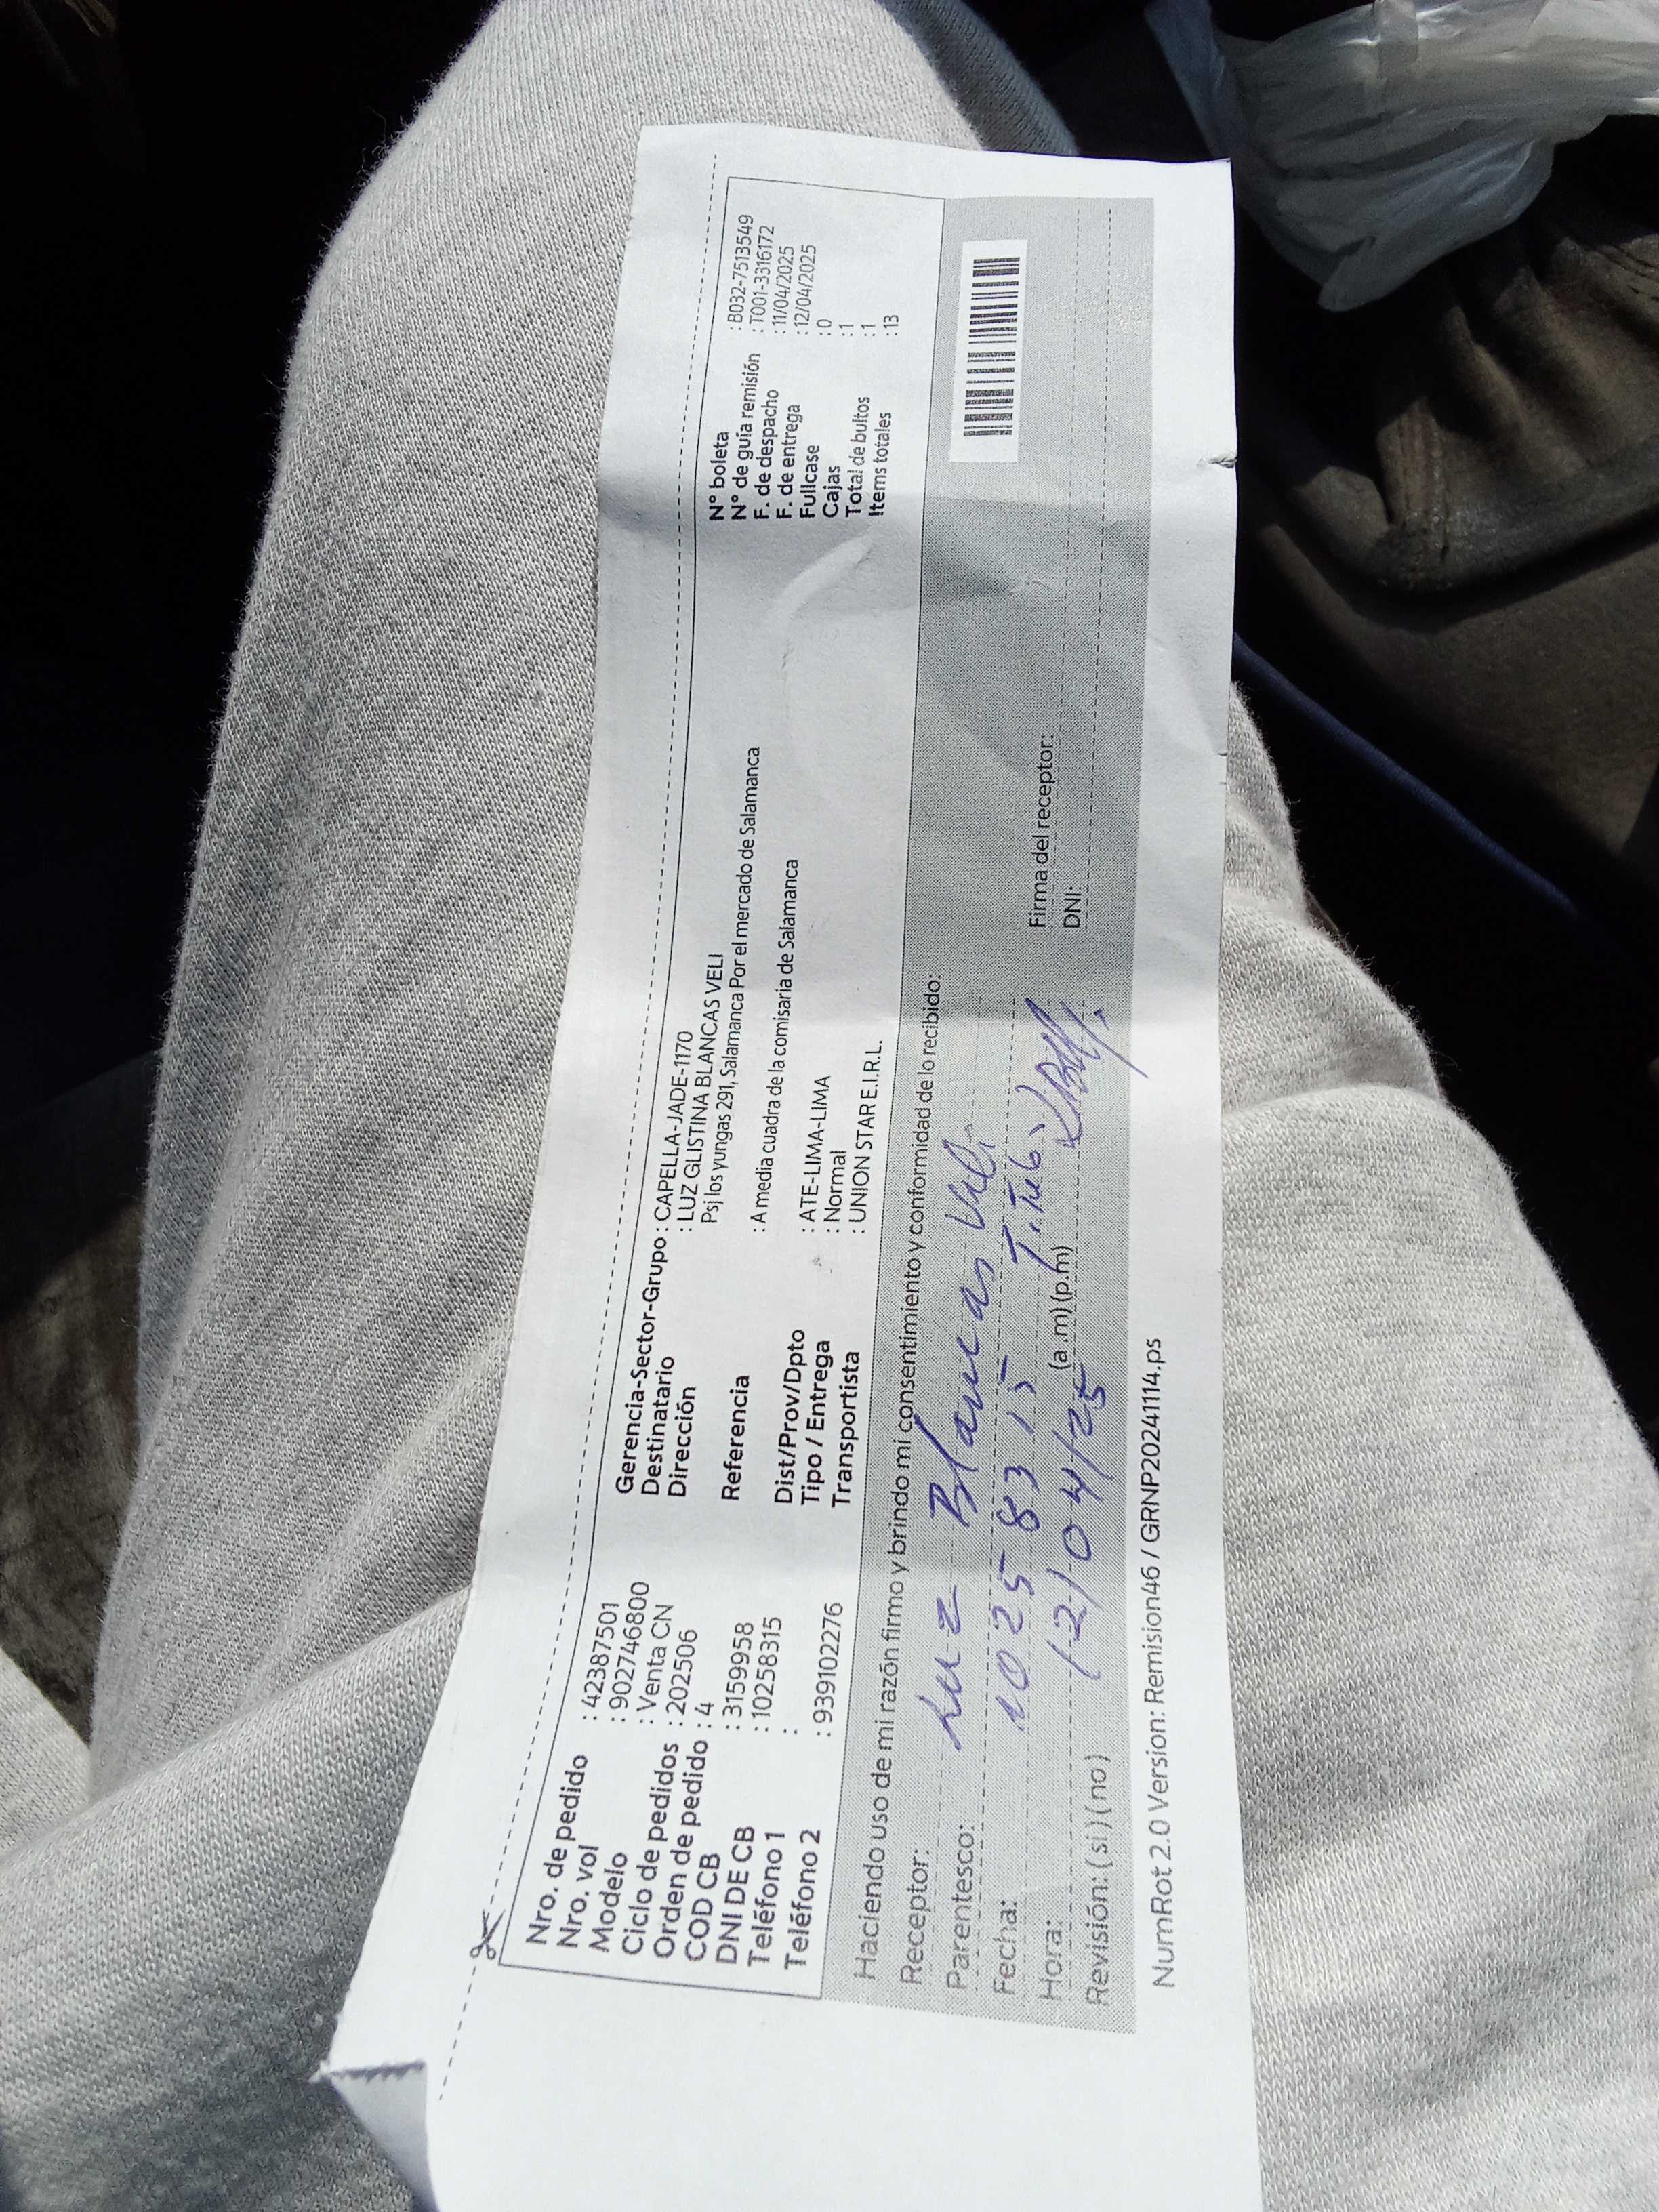 Nro. de pedido : 42387501
Nro. vol : 902746800
Modelo : Venta CN
Ciclo de pedidos : 202506
Orden de pedido : 4
COD CB : 3159958
DNI DE CB : 10258315
Teléfono 1 :
Teléfono 2 : 939102276
Gerencia-Sector-Grupo : CAPELLA-JADE-1170
Destinatario : LUZ GLISTINA BLANCAS VELI
Dirección Psj los yungas 291, Salamanca Por el mercado de Salamanca
Referencia : A media cuadra de la comisaria de Salamanca
Dist/Prov/Dpto : ATE-LIMA-LIMA
Tipo / Entrega : Normal
Transportista : UNION STAR E.I.R.L.
N° boleta : B032-7513549
N° de guía remisión : T001-3316172
F. de despacho : 11/04/2025
F. de entrega : 12/04/2025
Fullcase : 0
Cajas : 1
Total de bultos : 1
Items totales : 13
Haciendo uso de mi razón firmo y brindo mi consentimiento y conformidad de lo recibido:
Receptor: Luz Blancas Veli
Parentesco: 10258315
Fecha: 12/04/25
Hora: (a.m) (p.m)
Revisión: (si) (no)
Firma del receptor:
DNI:
NumRot 2.0 Version: Remision46 / GRNP20241114.ps